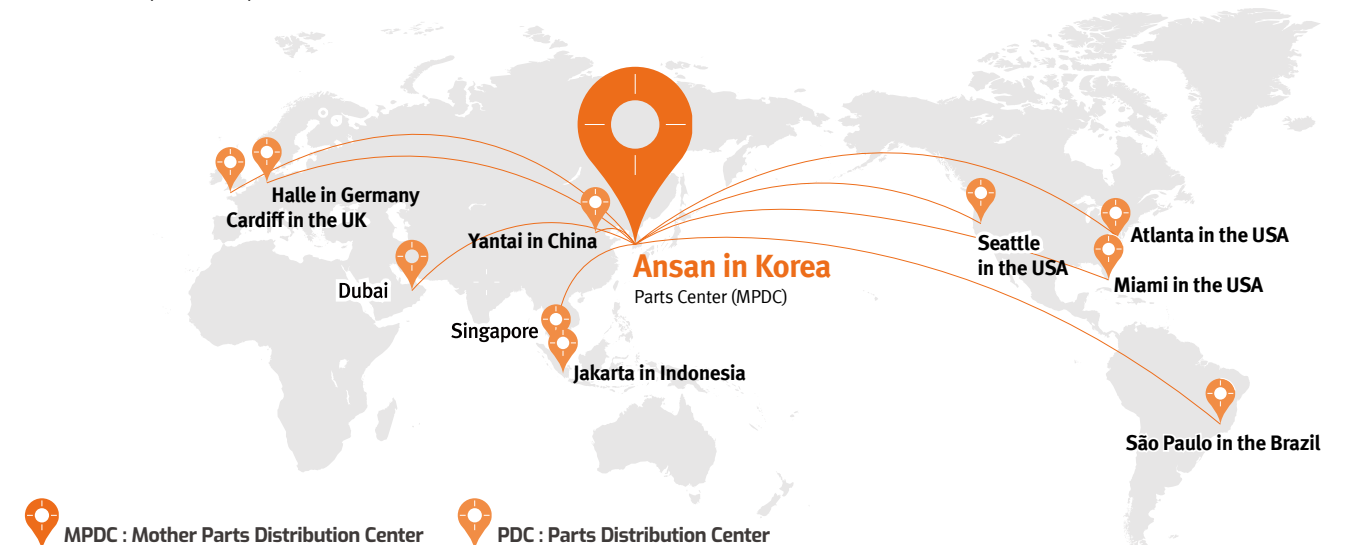 Halle in Germany
Cardiff in the UK
Yantai in China
Dubai
Singapore
Jakarta in Indonesia
Ansan in Korea
Parts Center (MPDC)
Seattle
in the USA
Atlanta in the USA
Miami in the USA
São Paulo in the Brazil
MPDC : Mother Parts Distribution Center
PDC : Parts Distribution Center